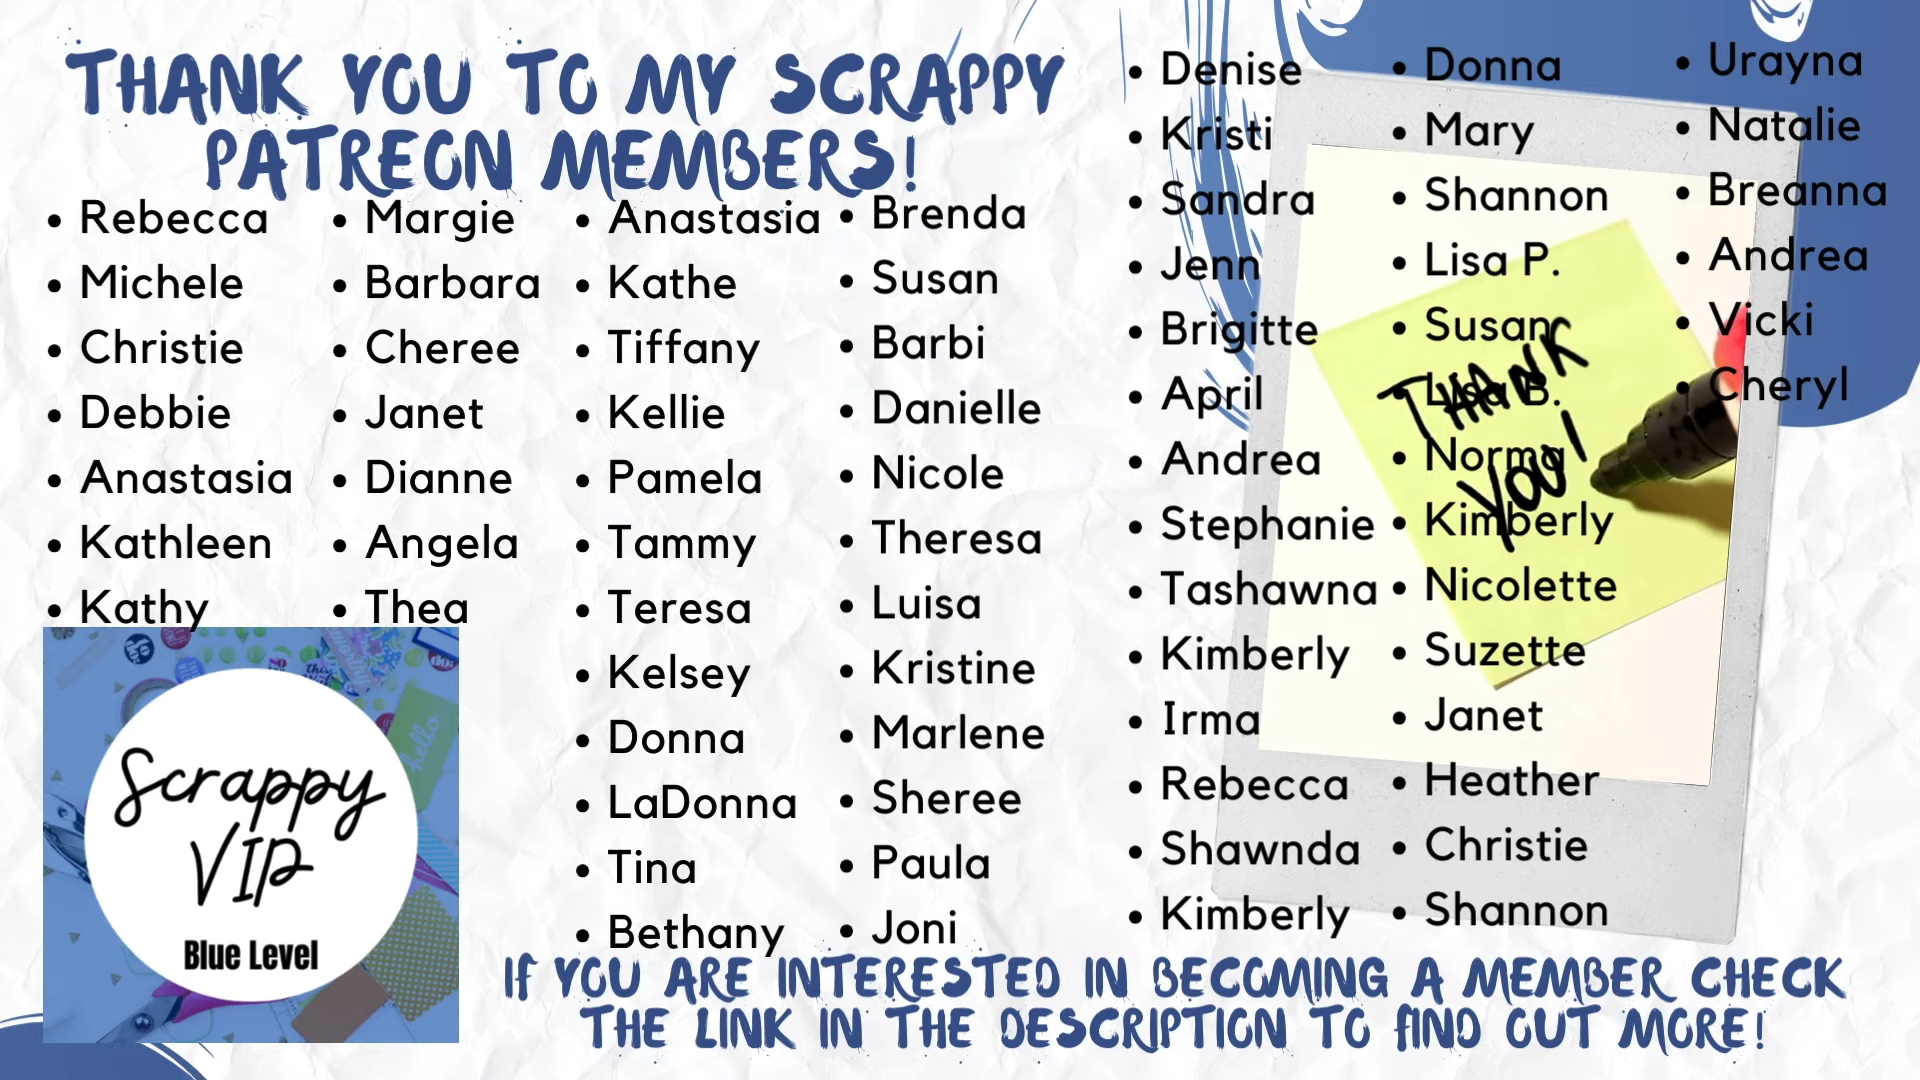 THANK YOU TO MY SCRAPPY
PATREON MEMBERS!
• Rebecca
• Michele
• Christie
• Debbie
• Anastasia
• Kathleen
• Kathy
• Margie
• Barbara
• Cheree
• Janet
• Dianne
• Angela
• Thea
• Anastasia
• Kathe
• Tiffany
• Kellie
• Pamela
• Tammy
• Teresa
• Kelsey
• Donna
• LaDonna
• Tina
• Bethany
• Brenda
• Susan
• Barbi
• Danielle
• Nicole
• Theresa
• Luisa
• Kristine
• Marlene
• Sheree
• Paula
• Joni
• Denise
• Kristi
• Sandra
• Jenn
• Brigitte
• April
• Andrea
• Stephanie
• Tashawna
• Kimberly
• Irma
• Rebecca
• Shawnda
• Kimberly
• Donna
• Mary
• Shannon
• Lisa P.
• Susan
• Lisa B.
• Norma
• Kimberly
• Nicolette
• Suzette
• Janet
• Heather
• Christie
• Shannon
• Urayna
• Natalie
• Breanna
• Andrea
• Vicki
• Cheryl
THANK
YOU!
hello
Scrappy
VIP
Blue Level
IF YOU ARE INTERESTED IN BECOMING A MEMBER CHECK
THE LINK IN THE DESCRIPTION TO FIND OUT MORE!